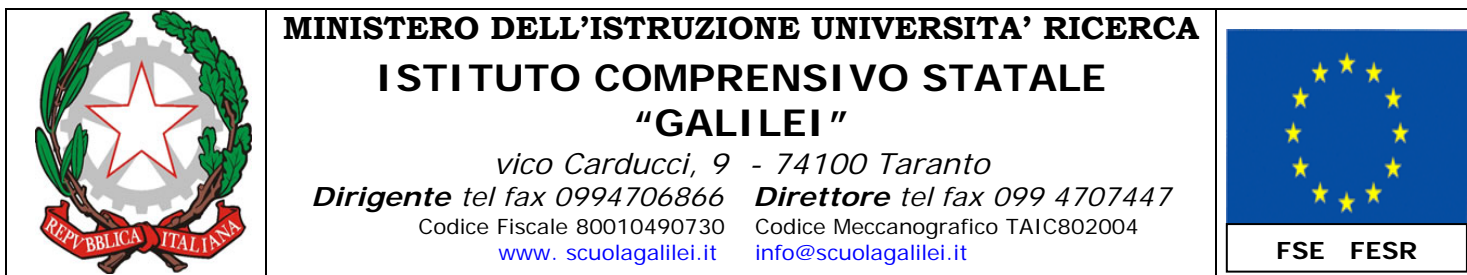 MINISTERO DELL’ISTRUZIONE UNIVERSITA’ RICERCA
ISTITUTO COMPRENSIVO STATALE
“GALILEI”
vico Carducci, 9 - 74100 Taranto
Dirigente tel fax 0994706866 Direttore tel fax 099 4707447
Codice Fiscale 80010490730 Codice Meccanografico TAIC802004
www. scuolagalilei.it info@scuolagalilei.it
REPVBBLICA ITALIANA
FSE FESR